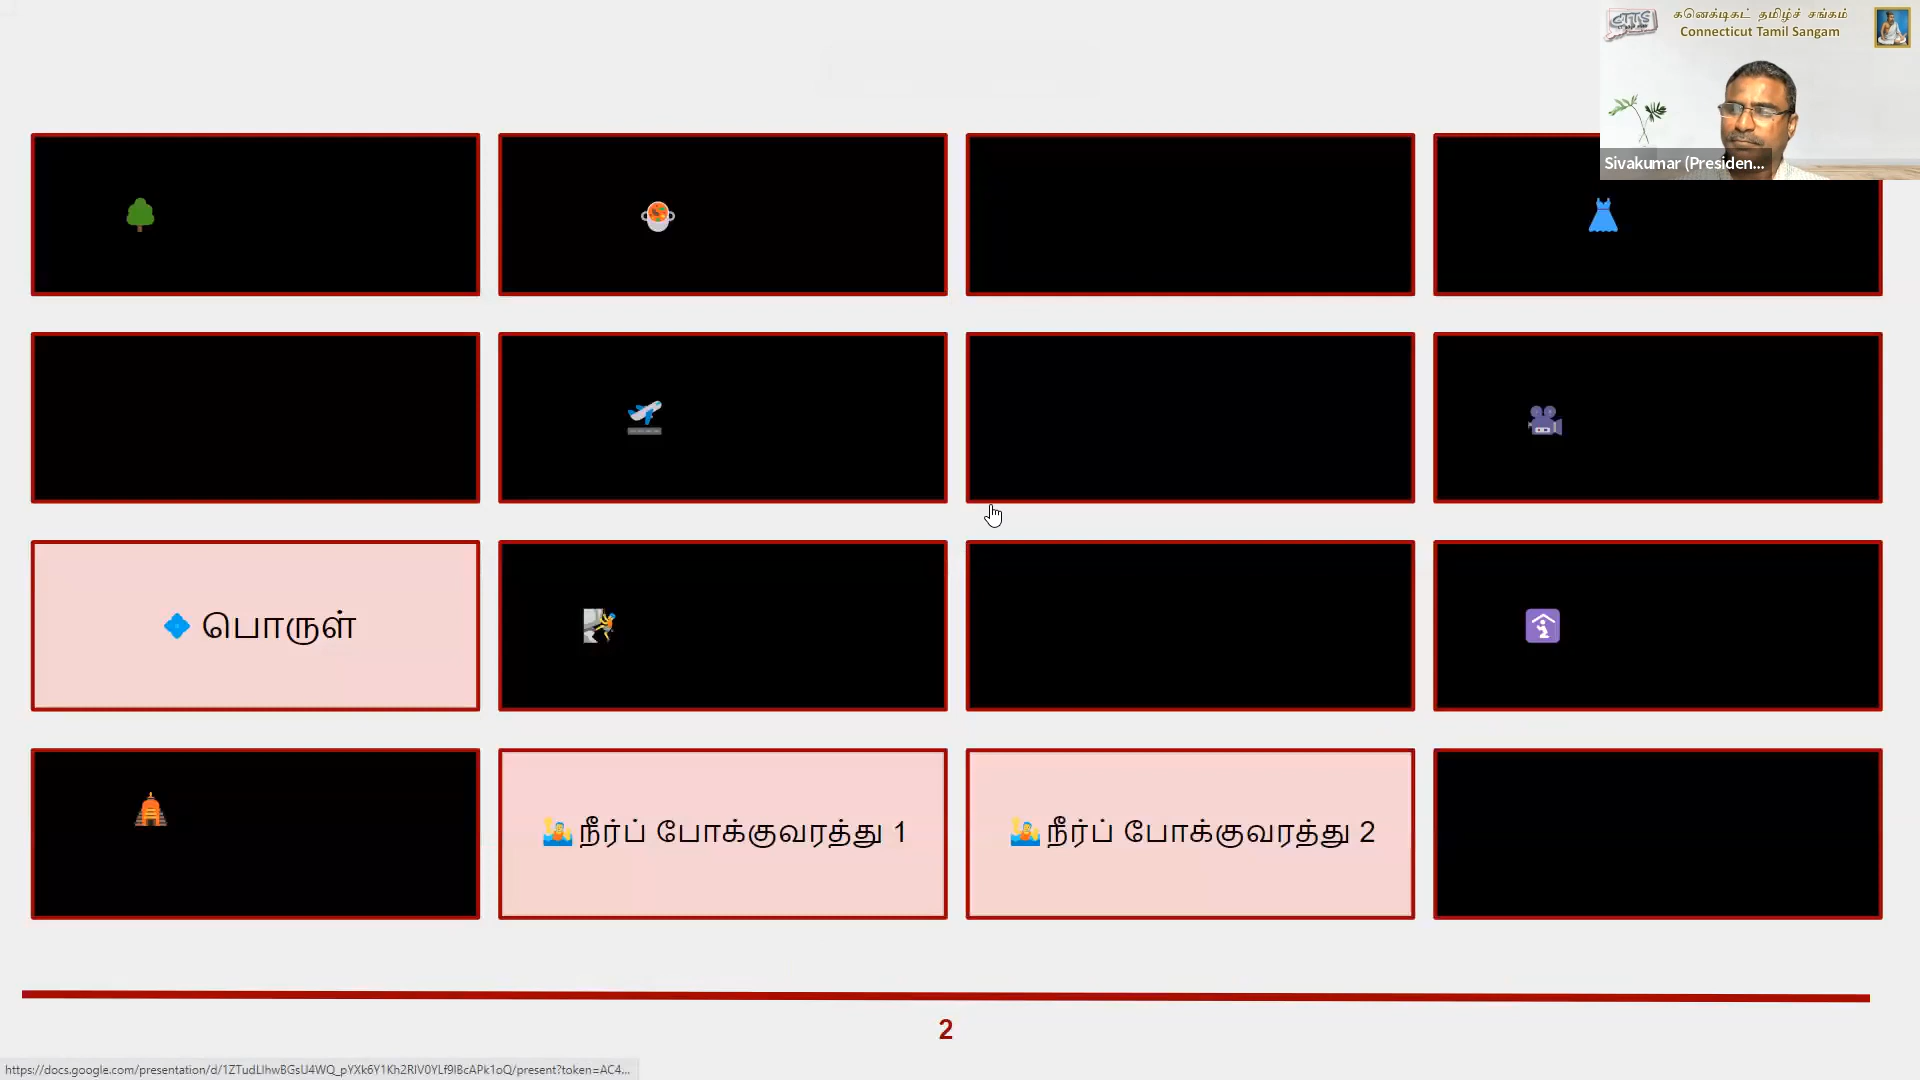 கனெக்டிகட் தமிழ்ச் சங்கம்
Connecticut Tamil Sangam
Sivakumar (Presiden...
பொருள்
நீர்ப் போக்குவரத்து 1
நீர்ப் போக்குவரத்து 2
2
https://docs.google.com/presentation/d/1ZTudLlhwBGsU4WQ_pYXk6Y1Kh2RlV0YLf9lBcAPk1oQ/present?token=AC4...